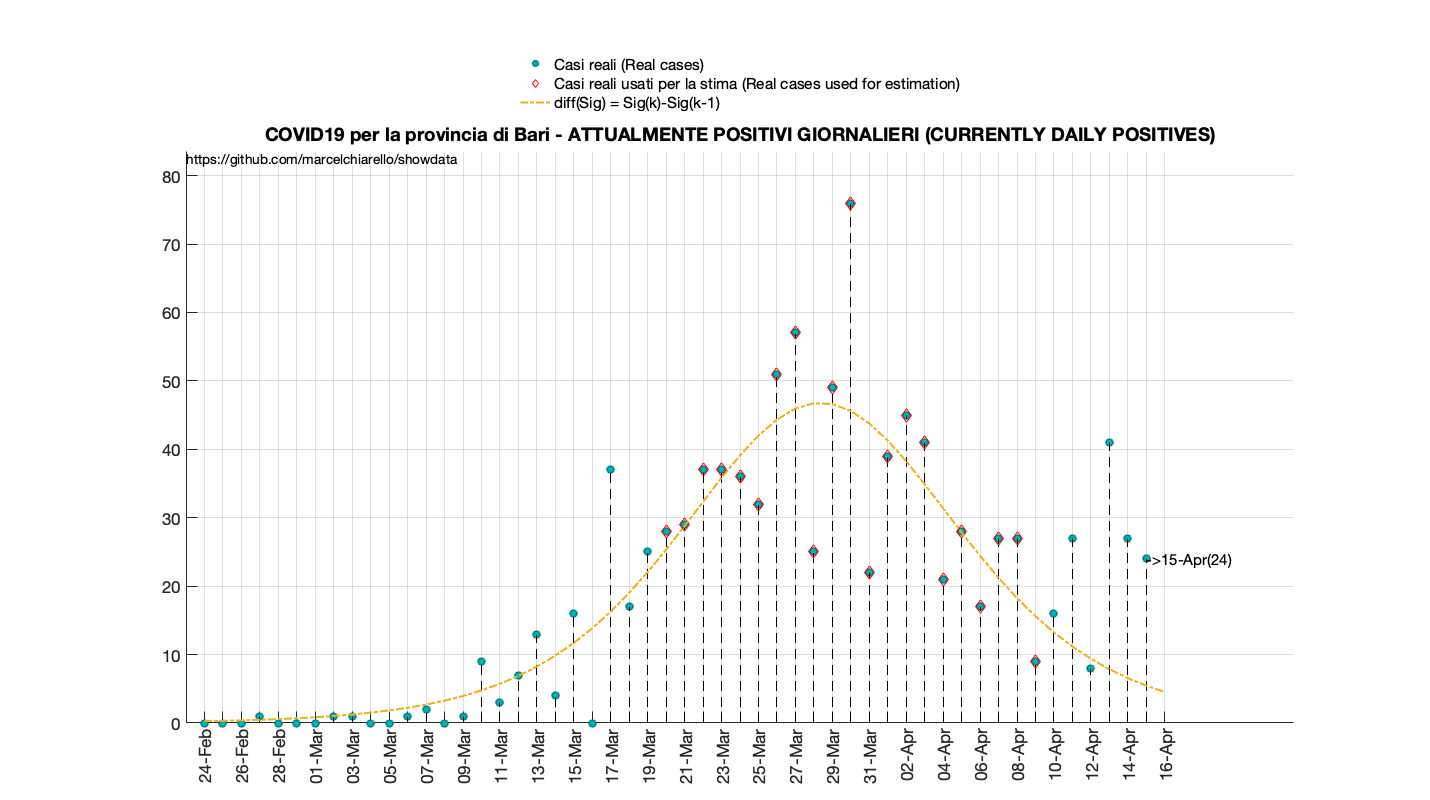 Casi reali (Real cases)
Casi reali usati per la stima (Real cases used for estimation)
diff(Sig) = Sig(k)-Sig(k-1)
COVID19 per la provincia di Bari - ATTUALMENTE POSITIVI GIORNALIERI (CURRENTLY DAILY POSITIVES)
https://github.com/marcelchiarello/showdata
80
70
60
50
40
30
20
10
0
>15-Apr(24)
24-Feb
26-Feb
28-Feb
01-Mar
03-Mar
05-Mar
07-Mar
09-Mar
11-Mar
13-Mar
15-Mar
17-Mar
19-Mar
21-Mar
23-Mar
25-Mar
27-Mar
29-Mar
31-Mar
02-Apr
04-Apr
06-Apr
08-Apr
10-Apr
12-Apr
14-Apr
16-Apr